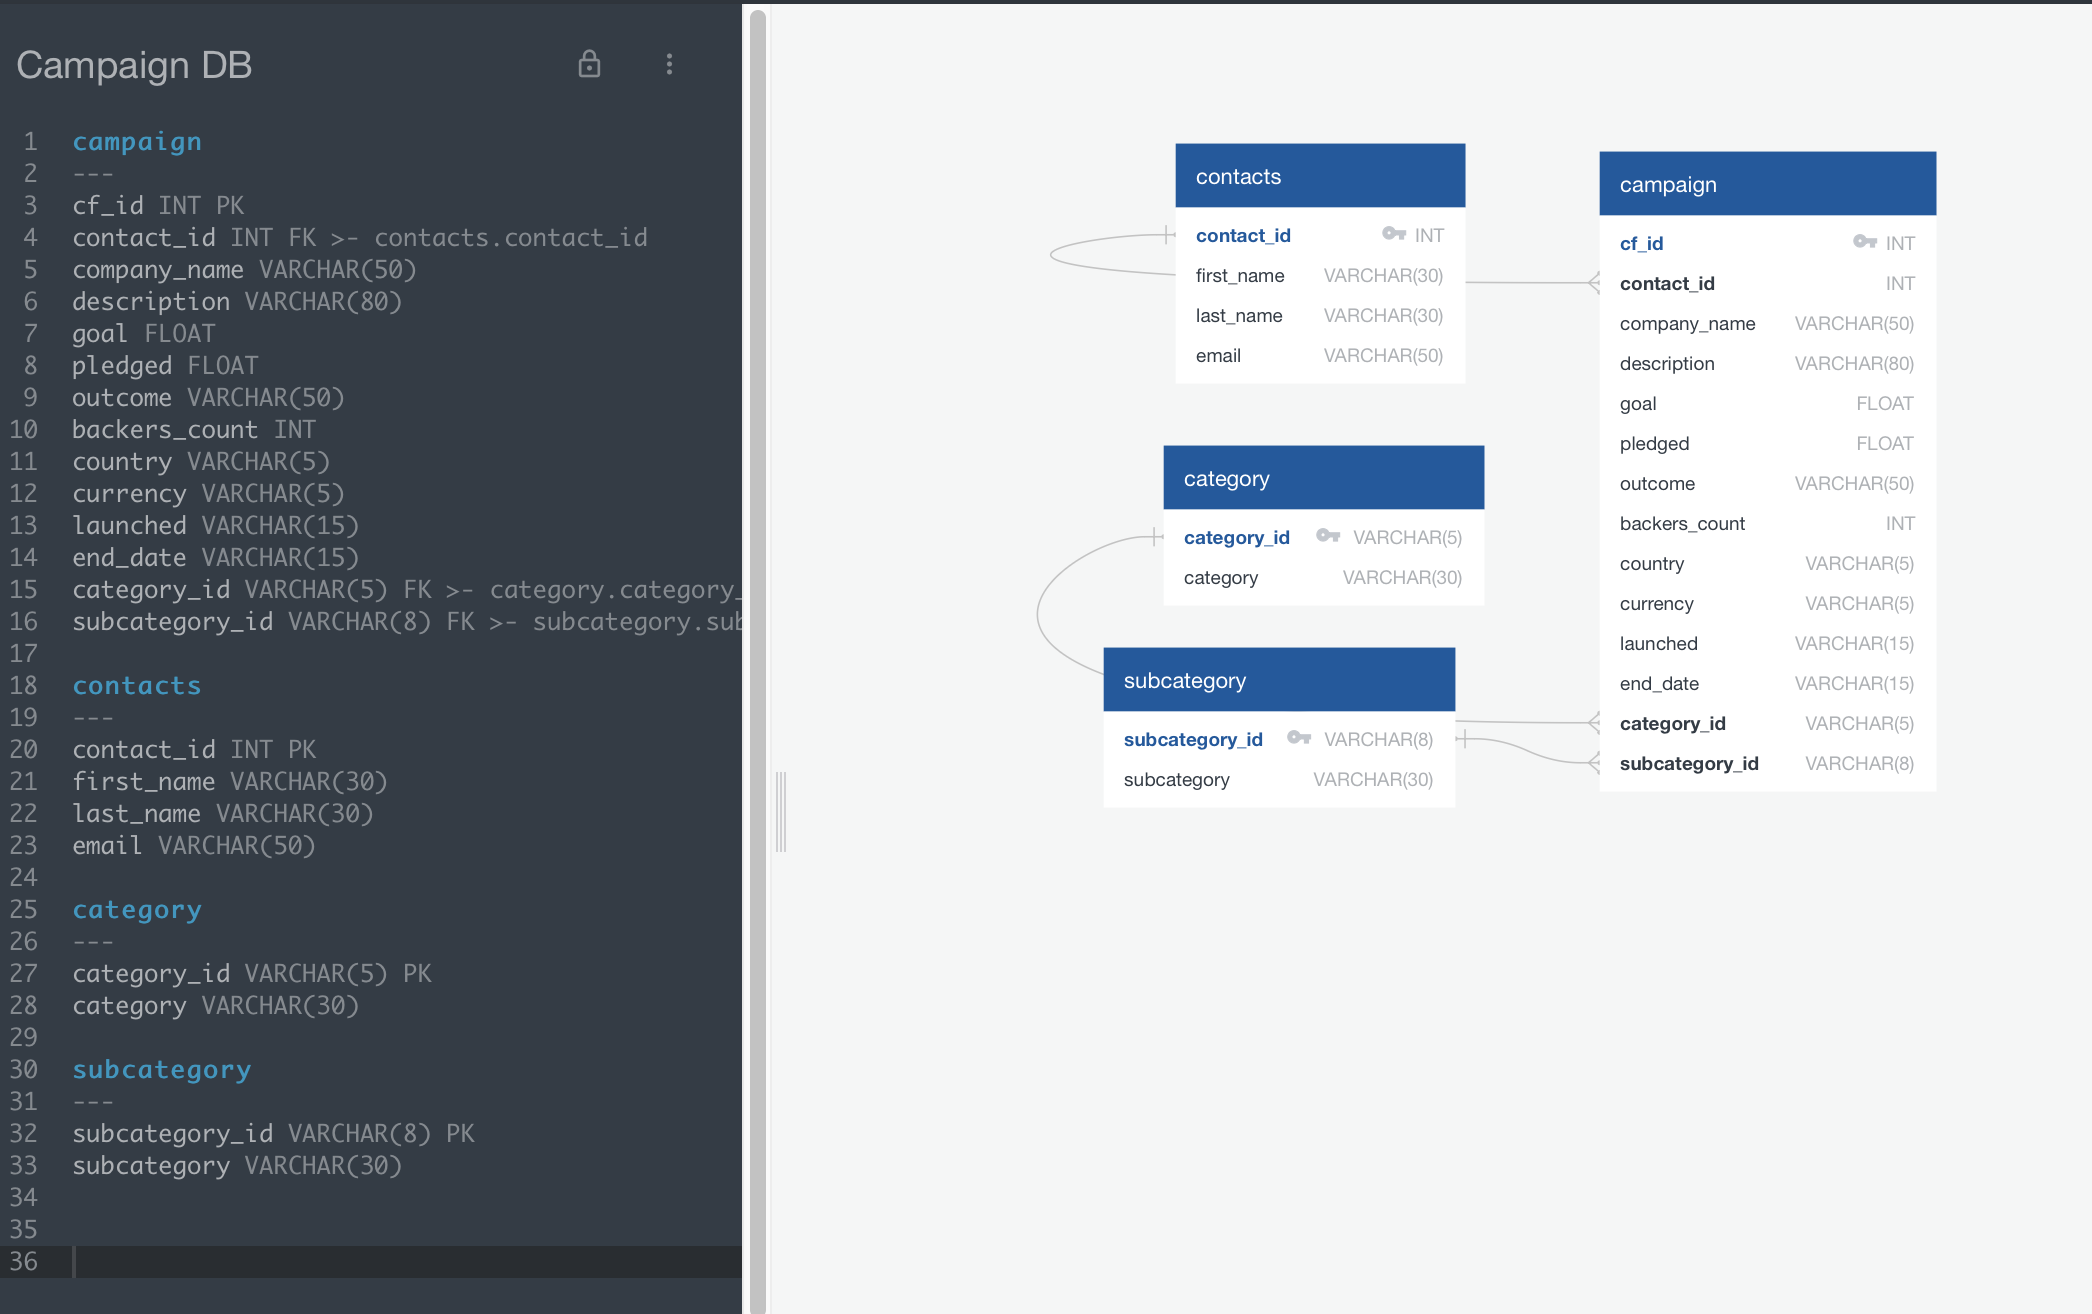 Campaign DB
1 campaign
2 ---
3 cf_id INT PK
4 contact_id INT FK >- contacts.contact_id
5 company_name VARCHAR(50)
6 description VARCHAR(80)
7 goal FLOAT
8 pledged FLOAT
9 outcome VARCHAR(50)
10 backers_count INT
11 country VARCHAR(5)
12 currency VARCHAR(5)
13 launched VARCHAR(15)
14 end_date VARCHAR(15)
15 category_id VARCHAR(5) FK >- category.category_
16 subcategory_id VARCHAR(8) FK >- subcategory.sub
17
18 contacts
19 ---
20 contact_id INT PK
21 first_name VARCHAR(30)
22 last_name VARCHAR(30)
23 email VARCHAR(50)
24
25 category
26 ---
27 category_id VARCHAR(5) PK
28 category VARCHAR(30)
29
30 subcategory
31 ---
32 subcategory_id VARCHAR(8) PK
33 subcategory VARCHAR(30)
34
35
36
contacts
contact_id INT
first_name VARCHAR(30)
last_name VARCHAR(30)
email VARCHAR(50)
category
category_id VARCHAR(5)
category VARCHAR(30)
subcategory
subcategory_id VARCHAR(8)
subcategory VARCHAR(30)
campaign
cf_id INT
contact_id INT
company_name VARCHAR(50)
description VARCHAR(80)
goal FLOAT
pledged FLOAT
outcome VARCHAR(50)
backers_count INT
country VARCHAR(5)
currency VARCHAR(5)
launched VARCHAR(15)
end_date VARCHAR(15)
category_id VARCHAR(5)
subcategory_id VARCHAR(8)